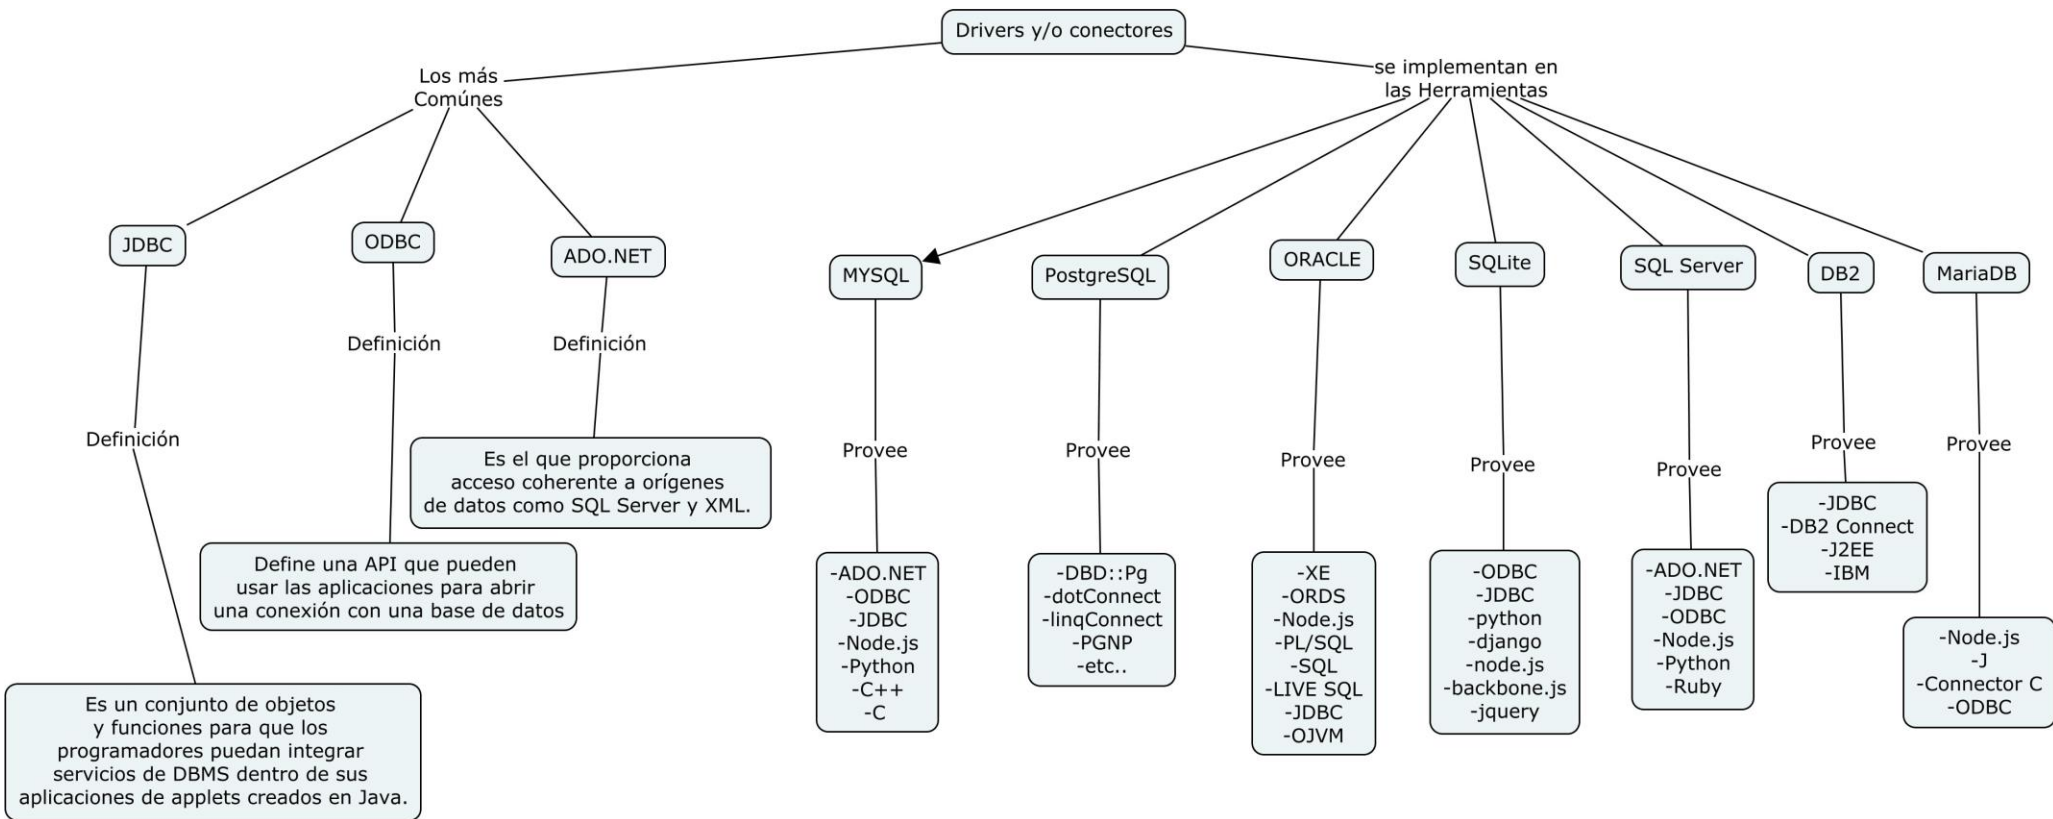 Drivers y/o conectores
Los más
Comúnes
se implementan en
las Herramientas
JDBC
ODBC
ADO.NET
MYSQL
PostgreSQL
ORACLE
SQLite
SQL Server
DB2
MariaDB
Definición
Definición
Definición
Provee
Provee
Provee
Provee
Provee
Provee
Provee
Es el que proporciona
acceso coherente a orígenes
de datos como SQL Server y XML.
Define una API que pueden
usar las aplicaciones para abrir
una conexión con una base de datos
Es un conjunto de objetos
y funciones para que los
programadores puedan integrar
servicios de DBMS dentro de sus
aplicaciones de applets creados en Java.
-ADO.NET
-ODBC
-JDBC
-Node.js
-Python
-C++
-C
-DBD::Pg
-dotConnect
-linqConnect
-PGNP
-etc..
-XE
-ORDS
-Node.js
-PL/SQL
-SQL
-LIVE SQL
-JDBC
-OJVM
-ODBC
-JDBC
-python
-django
-node.js
-backbone.js
-jquery
-ADO.NET
-JDBC
-ODBC
-Node.js
-Python
-Ruby
-JDBC
-DB2 Connect
-J2EE
-IBM
-Node.js
-J
-Connector C
-ODBC